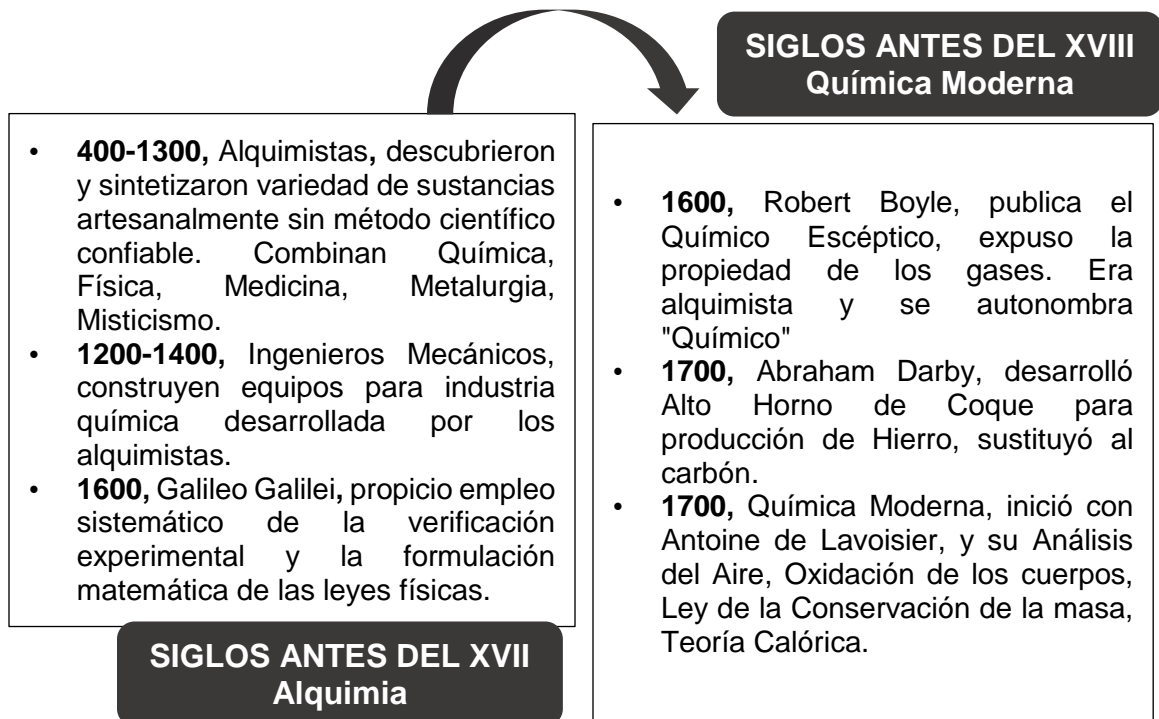 SIGLOS ANTES DEL XVIII
Química Moderna
• 400-1300, Alquimistas, descubrieron
y sintetizaron variedad de sustancias
artesanalmente sin método científico
confiable. Combinan Química,
Física, Medicina, Metalurgia,
Misticismo.
• 1200-1400, Ingenieros Mecánicos,
construyen equipos para industria
química desarrollada por los
alquimistas.
• 1600, Galileo Galilei, propicio empleo
sistemático de la verificación
experimental y la formulación
matemática de las leyes físicas.
SIGLOS ANTES DEL XVII
Alquimia
• 1600, Robert Boyle, publica el
Químico Escéptico, expuso la
propiedad de los gases. Era
alquimista y se autonombra
"Químico"
• 1700, Abraham Darby, desarrolló
Alto Horno de Coque para
producción de Hierro, sustituyó al
carbón.
• 1700, Química Moderna, inició con
Antoine de Lavoisier, y su Análisis
del Aire, Oxidación de los cuerpos,
Ley de la Conservación de la masa,
Teoría Calórica.